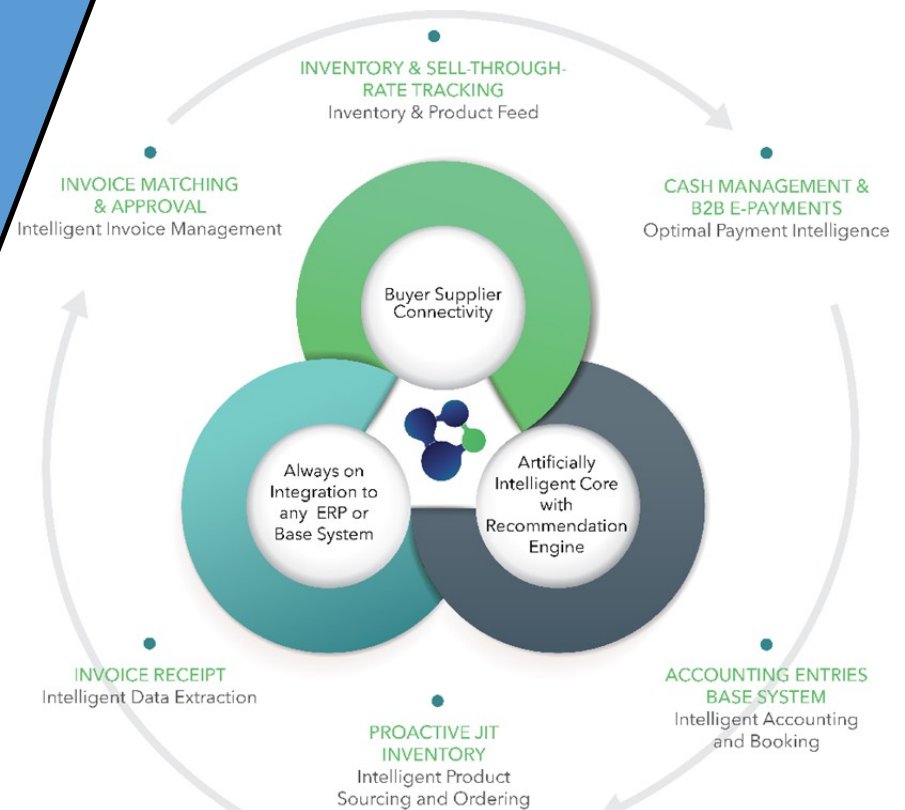 INVENTORY & SELL-THROUGH-
RATE TRACKING
Inventory & Product Feed
INVOICE MATCHING
& APPROVAL
Intelligent Invoice Management
CASH MANAGEMENT &
B2B E-PAYMENTS
Optimal Payment Intelligence
Buyer Supplier
Connectivity
Always on
Integration to
any ERP or
Base System
Artificially
Intelligent Core
with
Recommendation
Engine
INVOICE RECEIPT
Intelligent Data Extraction
PROACTIVE JIT
INVENTORY
Intelligent Product
Sourcing and Ordering
ACCOUNTING ENTRIES
BASE SYSTEM
Intelligent Accounting
and Booking